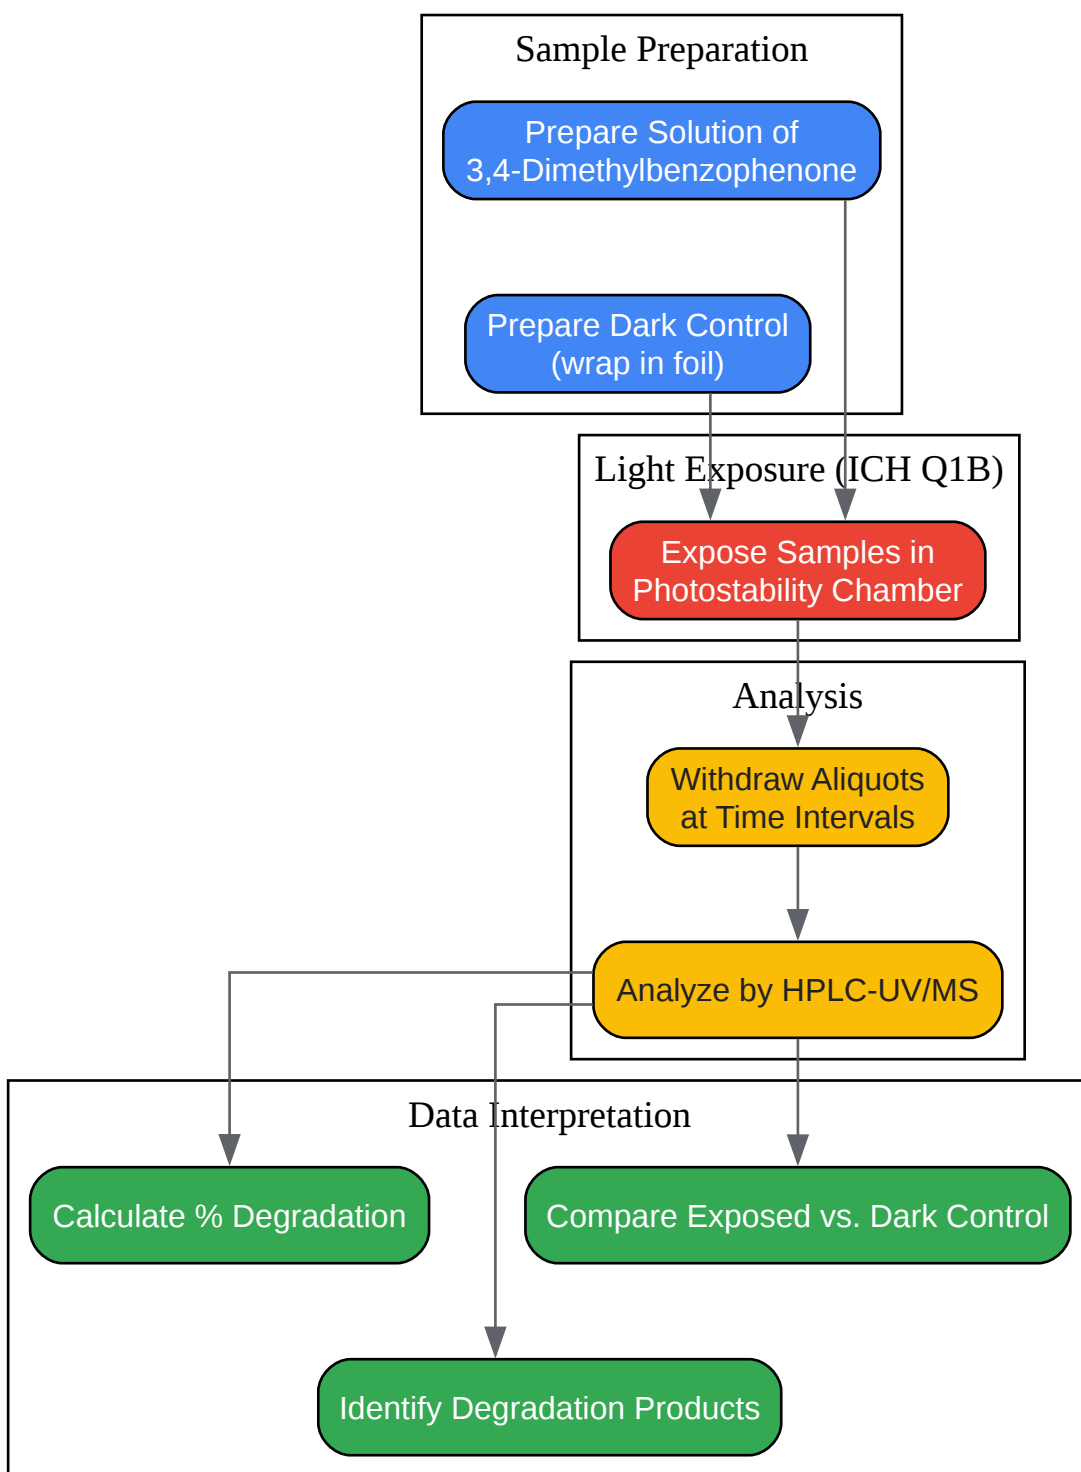 Sample Preparation
Prepare Solution of
3,4-Dimethylbenzophenone
Prepare Dark Control
(wrap in foil)
Light Exposure (ICH Q1B)
Expose Samples in
Photostability Chamber
Analysis
Withdraw Aliquots
at Time Intervals
Analyze by HPLC-UV/MS
Data Interpretation
Calculate % Degradation
Compare Exposed vs. Dark Control
Identify Degradation Products